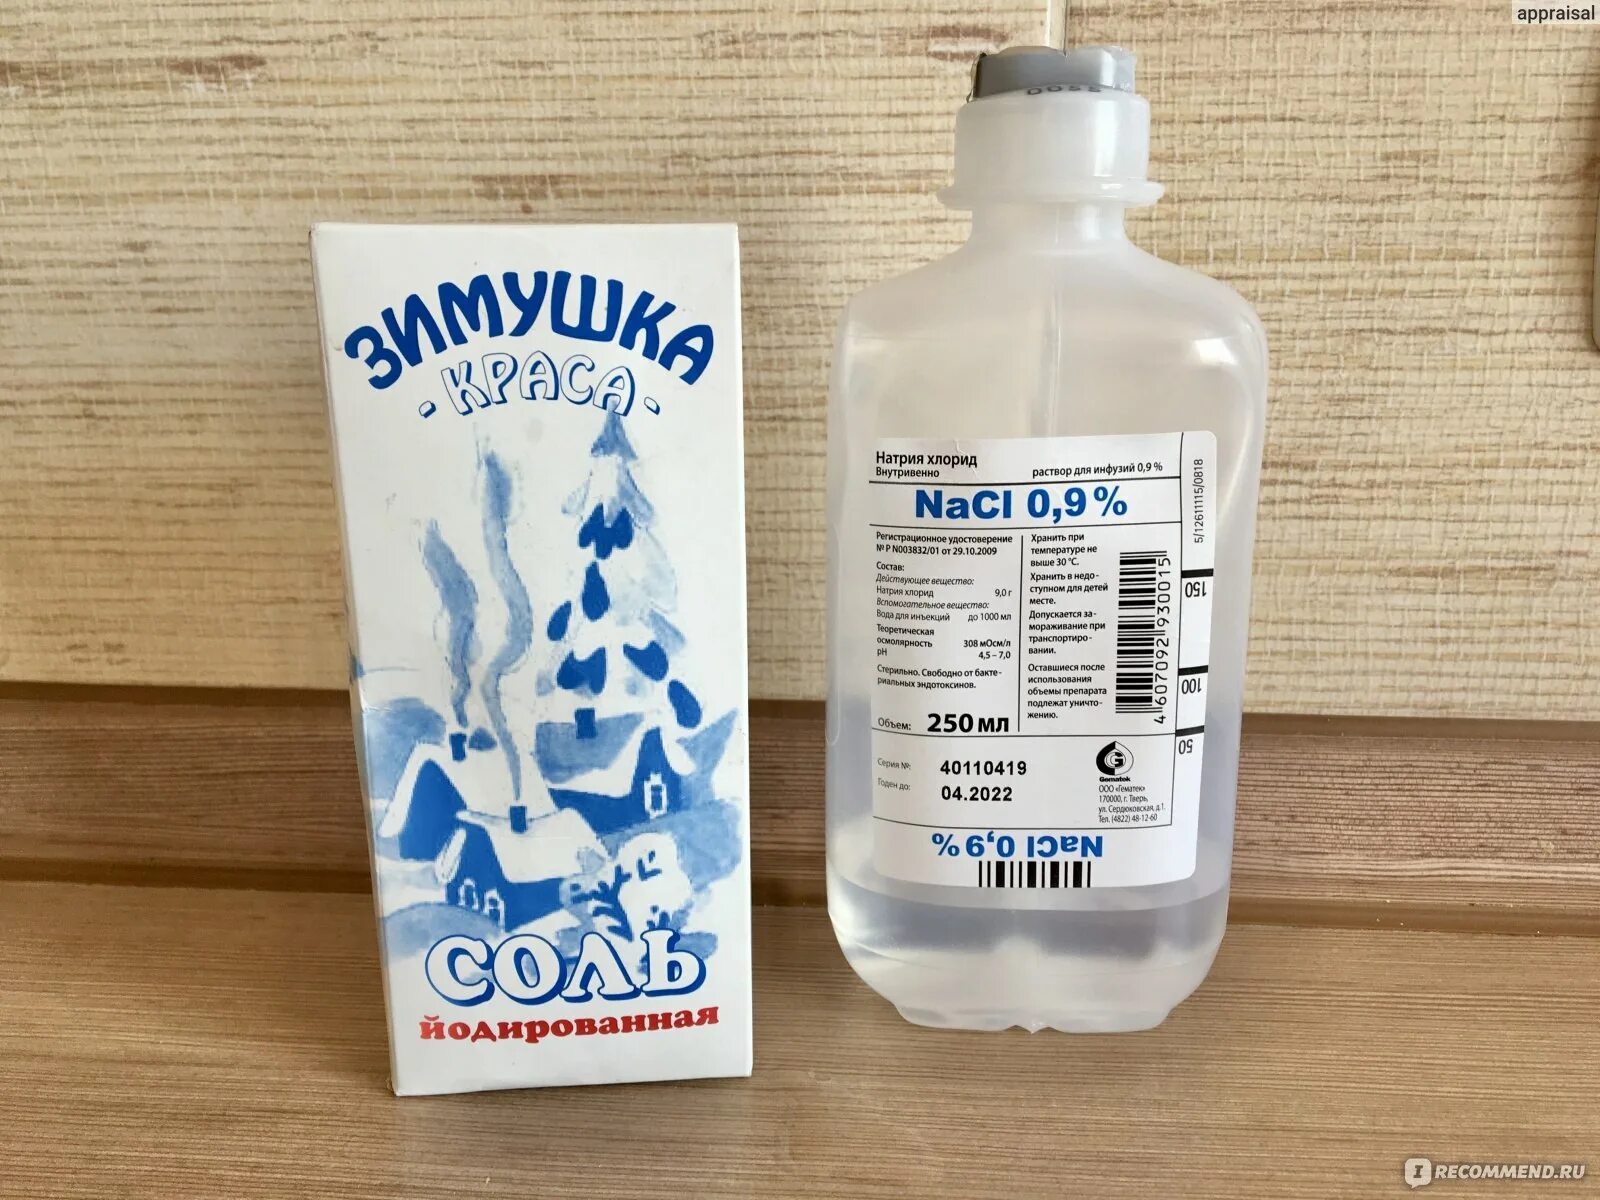 appraisal
ЗИМУШКА
- КРАСА -
СОЛЬ
йодированная
Натрия хлорид
Внутривенно
раствор для инфузий 0,9 %
NaCl 0,9 %
Регистрационное удостоверение
№ Р N003832/01 от 29.10.2009
Состав:
Действующее вещество:
Натрия хлорид 9,0 г
Вспомогательное вещество:
Вода для инъекций до 1000 мл
Теоретическая
осмолярность 308 мОсм/л
pH 4,5 – 7,0
Стерильно. Свободно от бакте-
риальных эндотоксинов.
Объем: 250 мл
Хранить при
температуре не
выше 30 °С.
Хранить в недо-
ступном для детей
месте.
Допускается за-
мораживание при
транспортиро-
вании.
Оставшиеся после
использования
объемы препарата
подлежат уничто-
жению.
4 607092 930015
5/12611115/0818
150
100
50
Серия №: 40110419
Годен до: 04.2022
Gematek
ООО «Гематек»
170000, г. Тверь,
ул. Сердюковская, д.1.
Тел. (4822) 48-12-60
NaCl 0,9 %
IRECOMMEND.RU